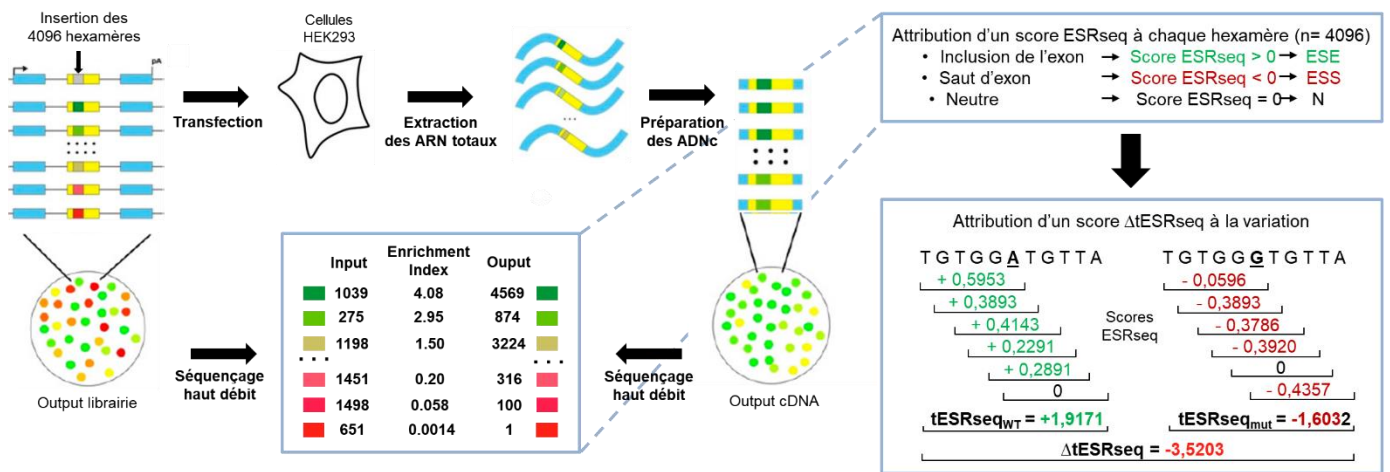 Insertion des
4096 hexamères
pA
Transfection
Cellules
HEK293
Extraction
des ARN totaux
...
Préparation
des ADNc
Output librairie
Séquençage
haut débit
Input Enrichment Index Ouput
1039 4.08 4569
275 2.95 874
1198 1.50 3224
1451 0.20 316
1498 0.058 100
651 0.0014 1
Séquençage
haut débit
Output cDNA
Attribution d'un score ESRseq à chaque hexamère (n= 4096)
• Inclusion de l'exon Score ESRseq > 0 ESE
• Saut d'exon Score ESRseq < 0 ESS
• Neutre Score ESRseq = 0 N
Attribution d'un score ΔtESRseq à la variation
T G T G G A T G T T A
+ 0,5953
+ 0,3893
+ 0,4143
+ 0,2291
+ 0,2891
0
tESRseqWT = +1,9171
Scores
ESRseq
T G T G G G T G T T A
- 0,0596
- 0,3893
- 0,3786
- 0,3920
0
- 0,4357
tESRseqmut = -1,6032
ΔtESRseq = -3,5203